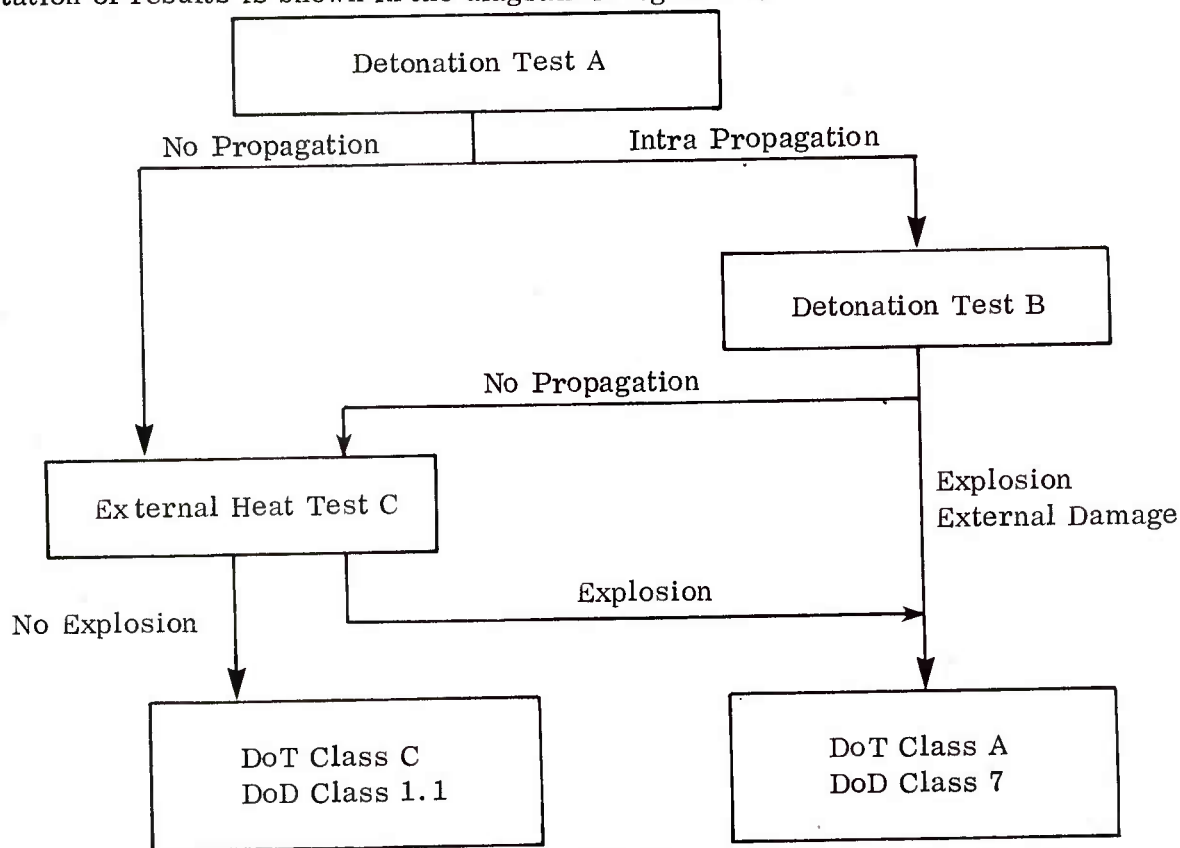 Detonation Test A
No Propagation
Intra Propagation
Detonation Test B
No Propagation
Explosion
External Damage
External Heat Test C
Explosion
No Explosion
DoT Class C
DoD Class 1.1
DoT Class A
DoD Class 7